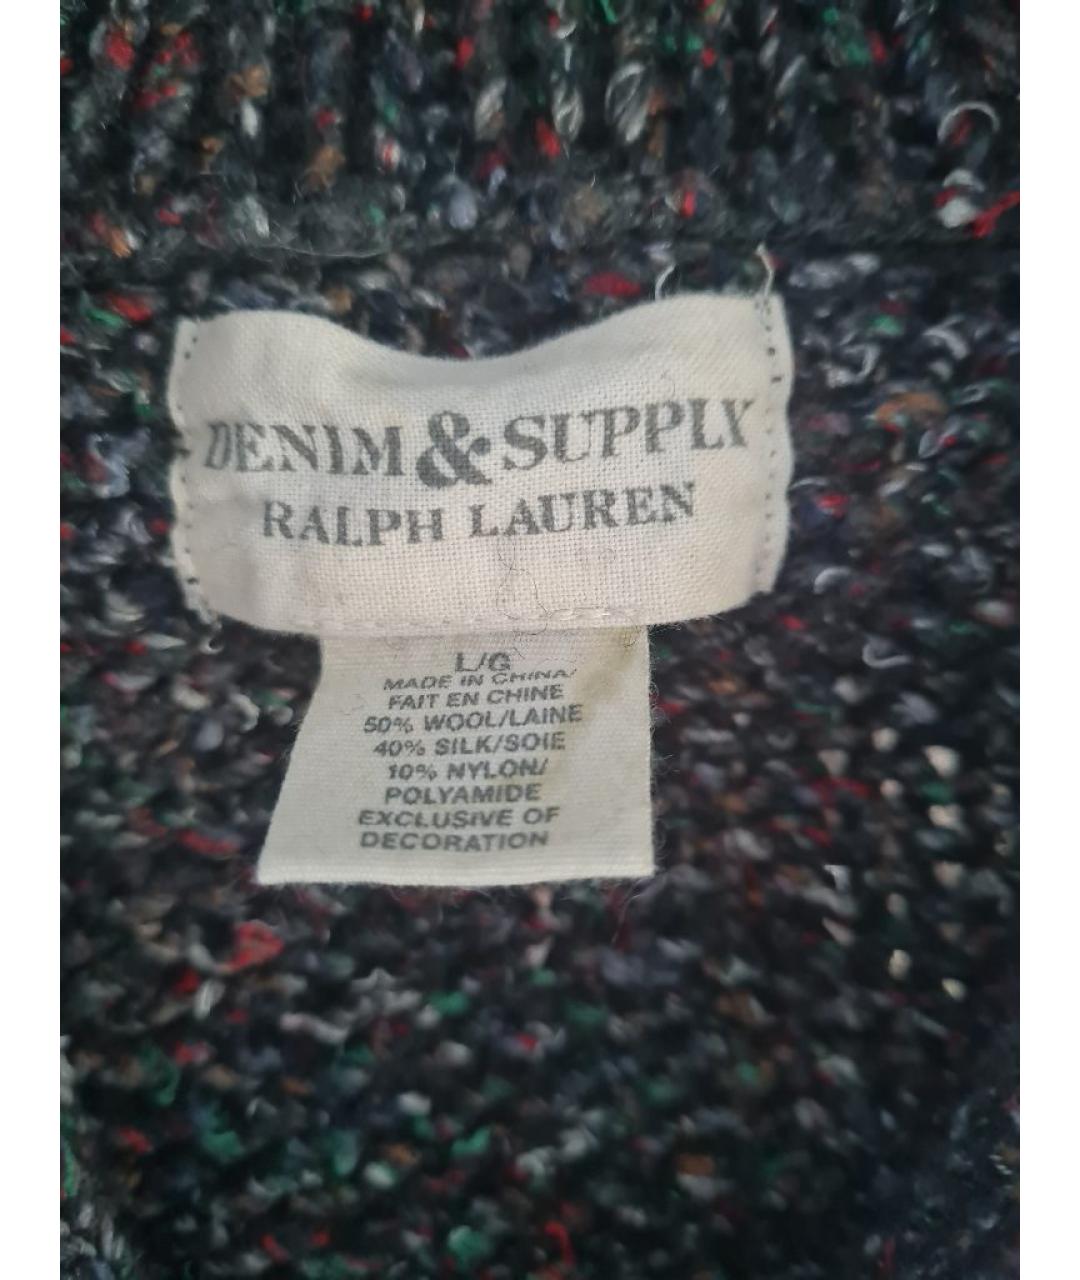 DENIM & SUPPLY
RALPH LAUREN
L/G
MADE IN CHINA/
FAIT EN CHINE
50% WOOL/LAINE
40% SILK/SOIE
10% NYLON/
POLYAMIDE
EXCLUSIVE OF
DECORATION